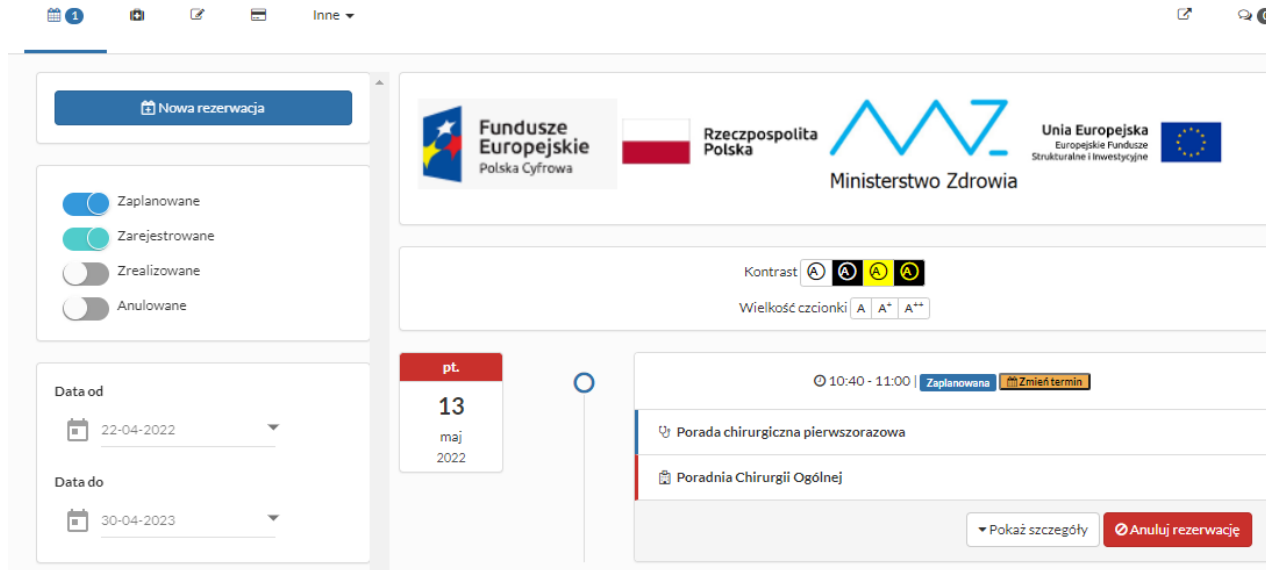 1
Inne
Nowa rezerwacja
Zaplanowane
Zarejestrowane
Zrealizowane
Anulowane
Data od
22-04-2022
Data do
30-04-2023
Fundusze
Europejskie
Polska Cyfrowa
Rzeczpospolita
Polska
Ministerstwo Zdrowia
Unia Europejska
Europejskie Fundusze
Strukturalne i Inwestycyjne
Kontrast A A A A
Wielkość czcionki A A+ A++
pt.
13
maj
2022
10:40 - 11:00 | Zaplanowana Zmień termin
Porada chirurgiczna pierwszorazowa
Poradnia Chirurgii Ogólnej
Pokaż szczegóły Anuluj rezerwację